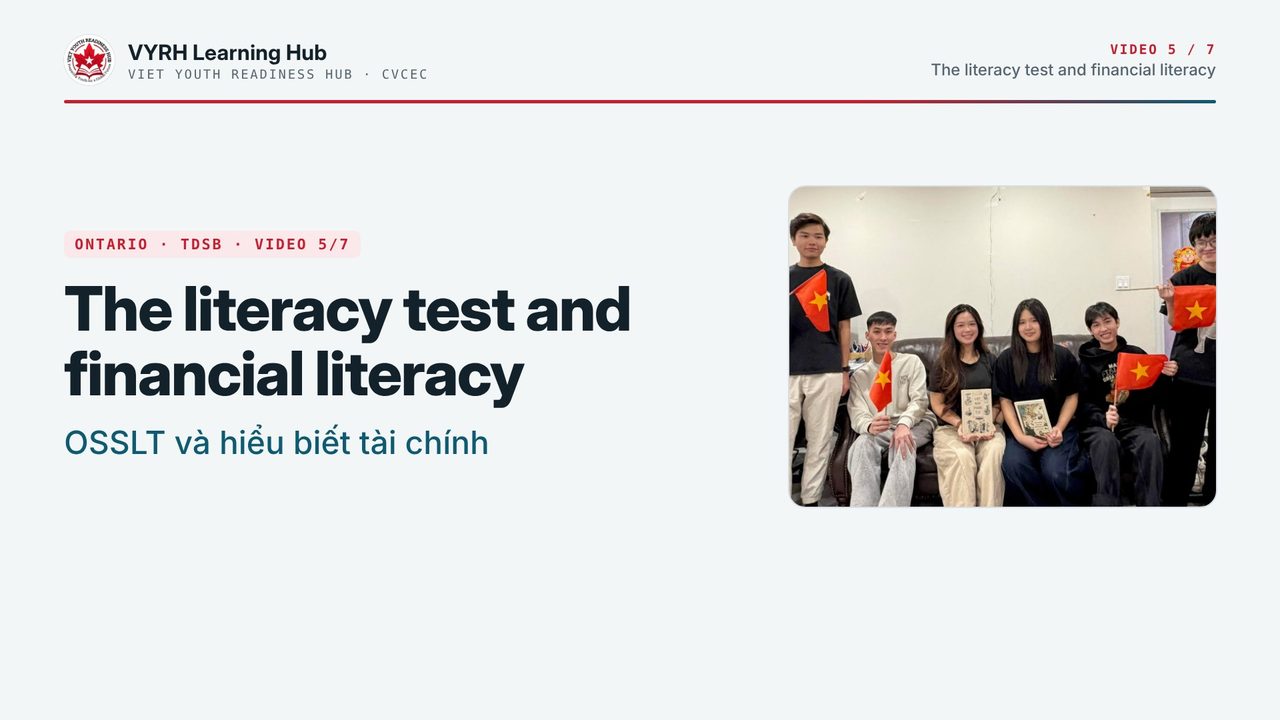 VYRH Learning Hub
VIET YOUTH READINESS HUB · CVCEC
VIDEO 5 / 7
The literacy test and financial literacy
ONTARIO · TDSB · VIDEO 5/7
The literacy test and
financial literacy
OSSLT và hiểu biết tài chính